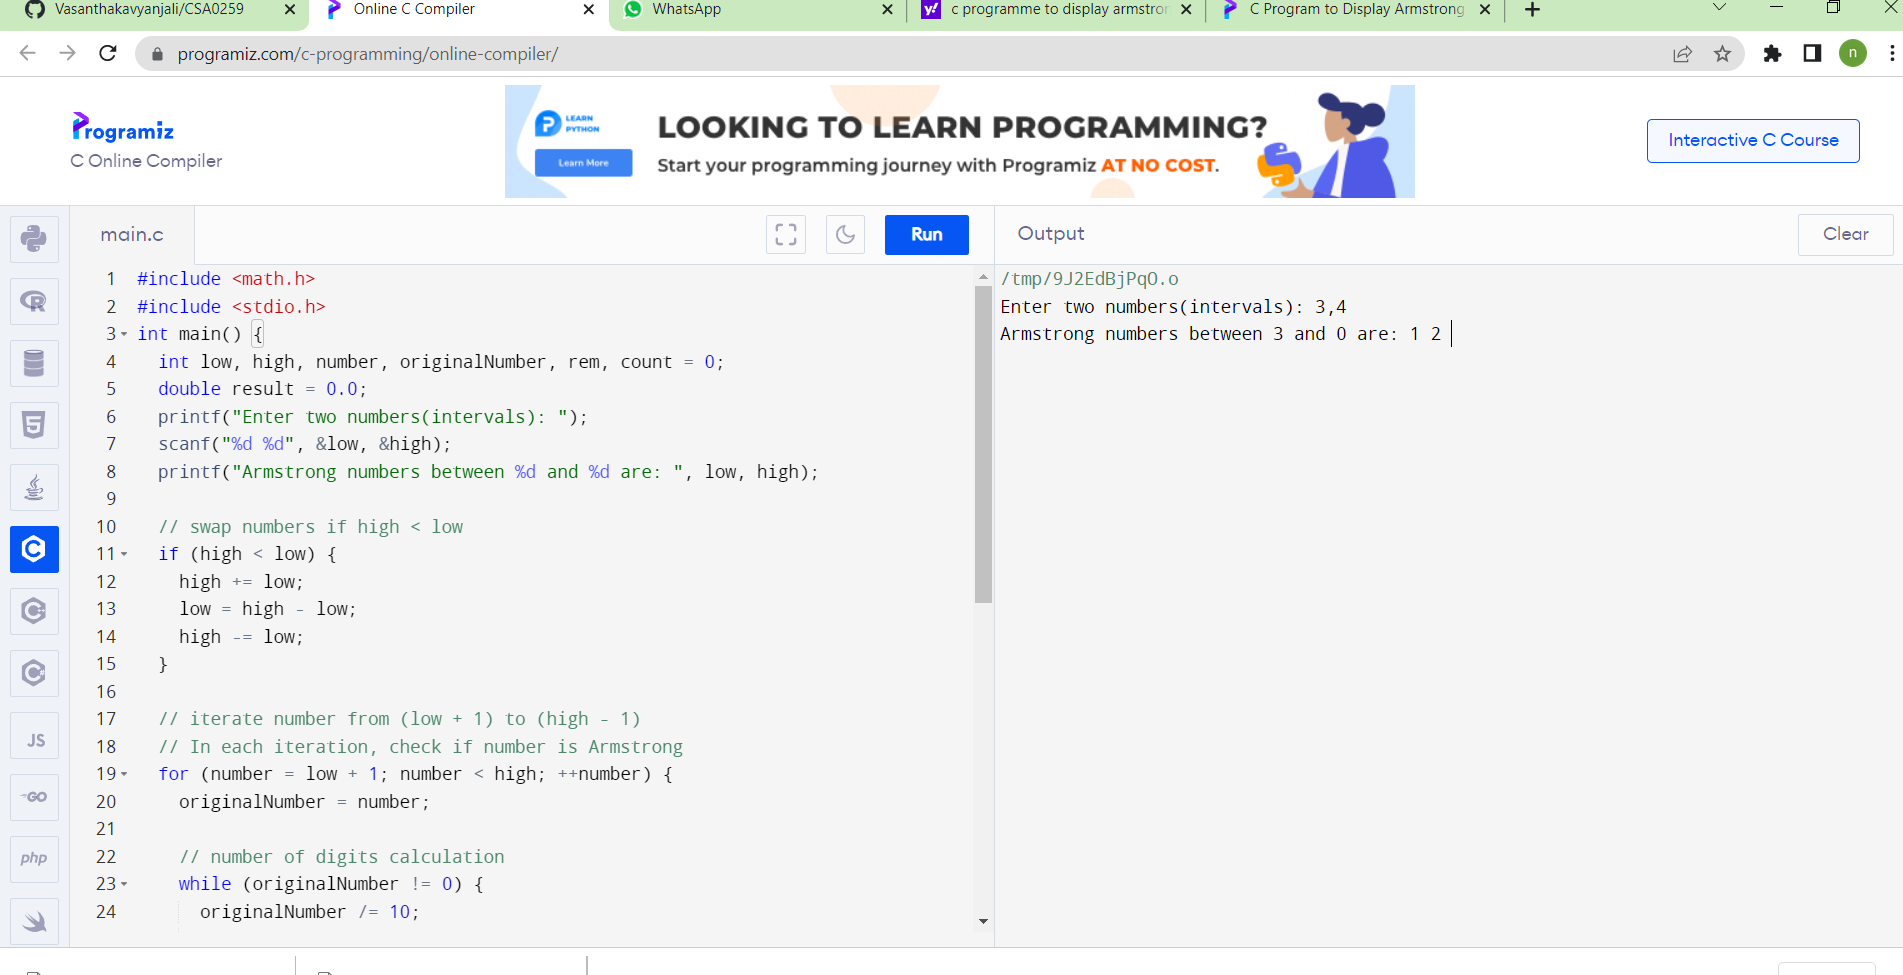 Vasanthakavyanjali/CSA0259
Online C Compiler
WhatsApp
c programme to display armstron
C Program to Display Armstrong
programiz.com/c-programming/online-compiler/
n
Programiz
C Online Compiler
LEARN
PYTHON
Learn More
LOOKING TO LEARN PROGRAMMING?
Start your programming journey with Programiz AT NO COST.
Interactive C Course
main.c
Run
Output
Clear
1 #include <math.h>
2 #include <stdio.h>
3 int main() {
4 int low, high, number, originalNumber, rem, count = 0;
5 double result = 0.0;
6 printf("Enter two numbers(intervals): ");
7 scanf("%d %d", &low, &high);
8 printf("Armstrong numbers between %d and %d are: ", low, high);
9
10 // swap numbers if high < low
11 if (high < low) {
12 high += low;
13 low = high - low;
14 high -= low;
15 }
16
17 // iterate number from (low + 1) to (high - 1)
18 // In each iteration, check if number is Armstrong
19 for (number = low + 1; number < high; ++number) {
20 originalNumber = number;
21
22 // number of digits calculation
23 while (originalNumber != 0) {
24 originalNumber /= 10;
/tmp/9J2EdBjPqO.o
Enter two numbers(intervals): 3,4
Armstrong numbers between 3 and 0 are: 1 2
JS
GO
php